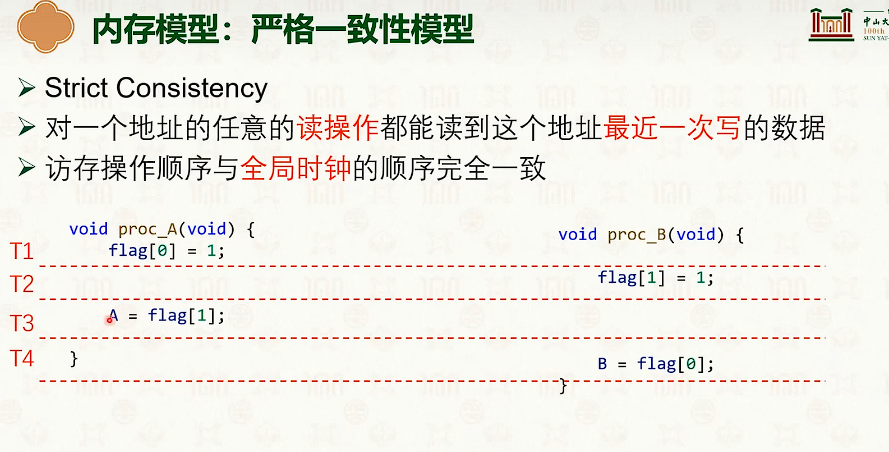 内存模型：严格一致性模型
中山大
100th
SUN YAT-
Strict Consistency
对一个地址的任意的读操作都能读到这个地址最近一次写的数据
访存操作顺序与全局时钟的顺序完全一致
void proc_A(void) {
void proc_B(void) {
T1
flag[0] = 1;
T2
flag[1] = 1;
T3
A = flag[1];
T4
}
B = flag[0];
}